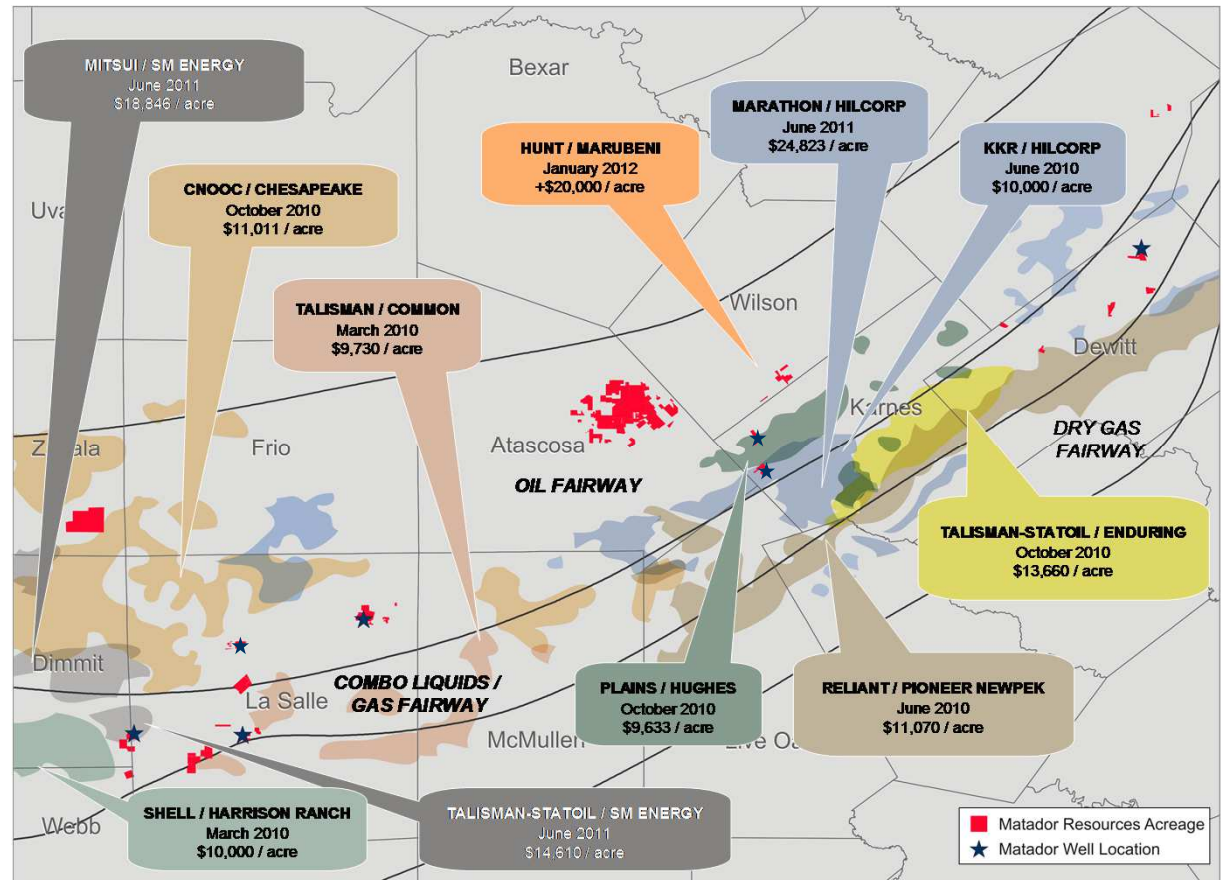 MITSUI / SM ENERGY
June 2011
$18,846 / acre
Bexar
MARATHON / HILCORP
June 2011
$24,823 / acre
HUNT / MARUBENI
January 2012
+$20,000 / acre
KKR / HILCORP
June 2010
$10,000 / acre
CNOOC / CHESAPEAKE
October 2010
$11,011 / acre
Uva
TALISMAN / COMMON
March 2010
$9,730 / acre
Wilson
Dewitt
Karnes
DRY GAS
FAIRWAY
Frio
Atascosa
OIL FAIRWAY
TALISMAN-STATOIL / ENDURING
October 2010
$13,660 / acre
Dimmit
La Salle
COMBO LIQUIDS /
GAS FAIRWAY
PLAINS / HUGHES
October 2010
$9,633 / acre
RELIANT / PIONEER NEWPEK
June 2010
$11,070 / acre
McMullen
Live Oa
Webb
SHELL / HARRISON RANCH
March 2010
$10,000 / acre
TALISMAN-STATOIL / SM ENERGY
June 2011
$14,610 / acre
Matador Resources Acreage
Matador Well Location